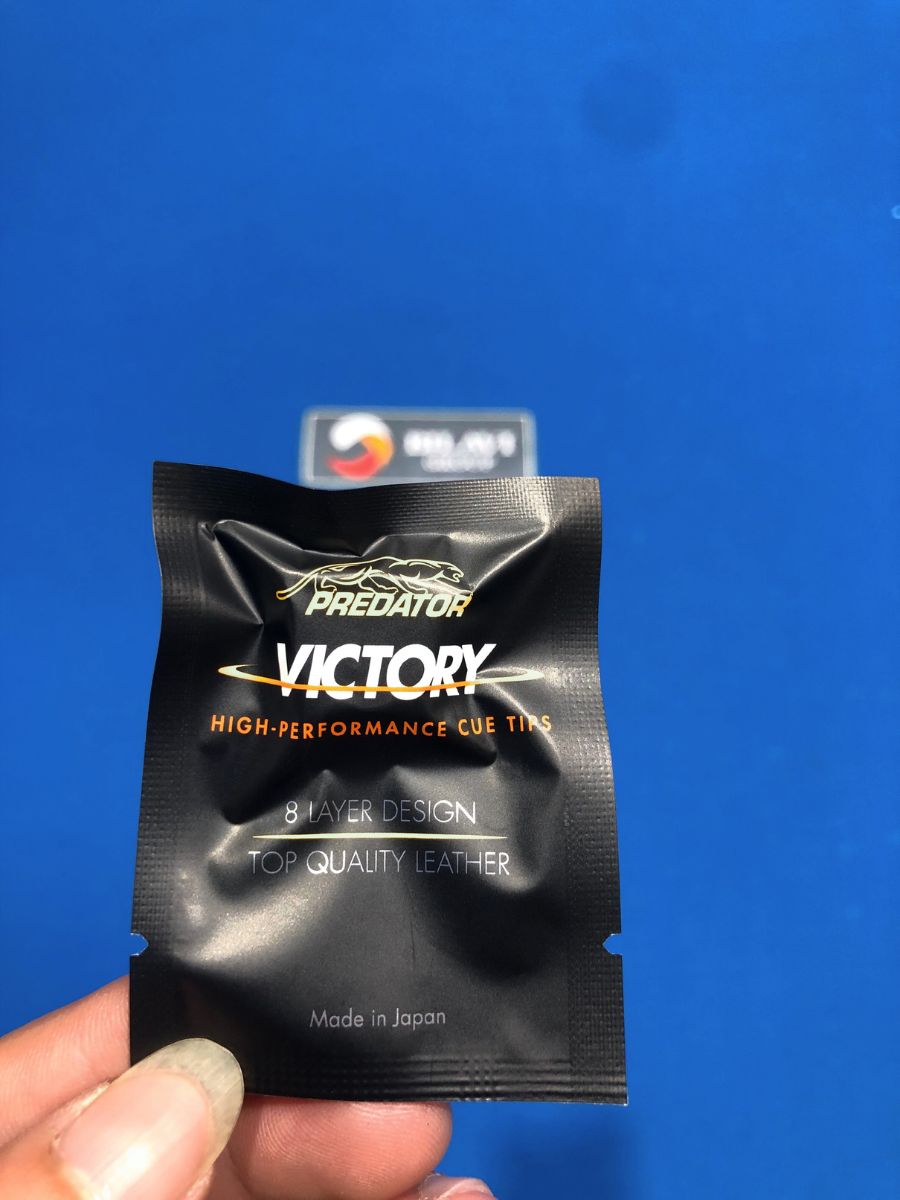 PREDATOR
VICTORY
HIGH-PERFORMANCE CUE TIPS
8 LAYER DESIGN
TOP QUALITY LEATHER
Made in Japan